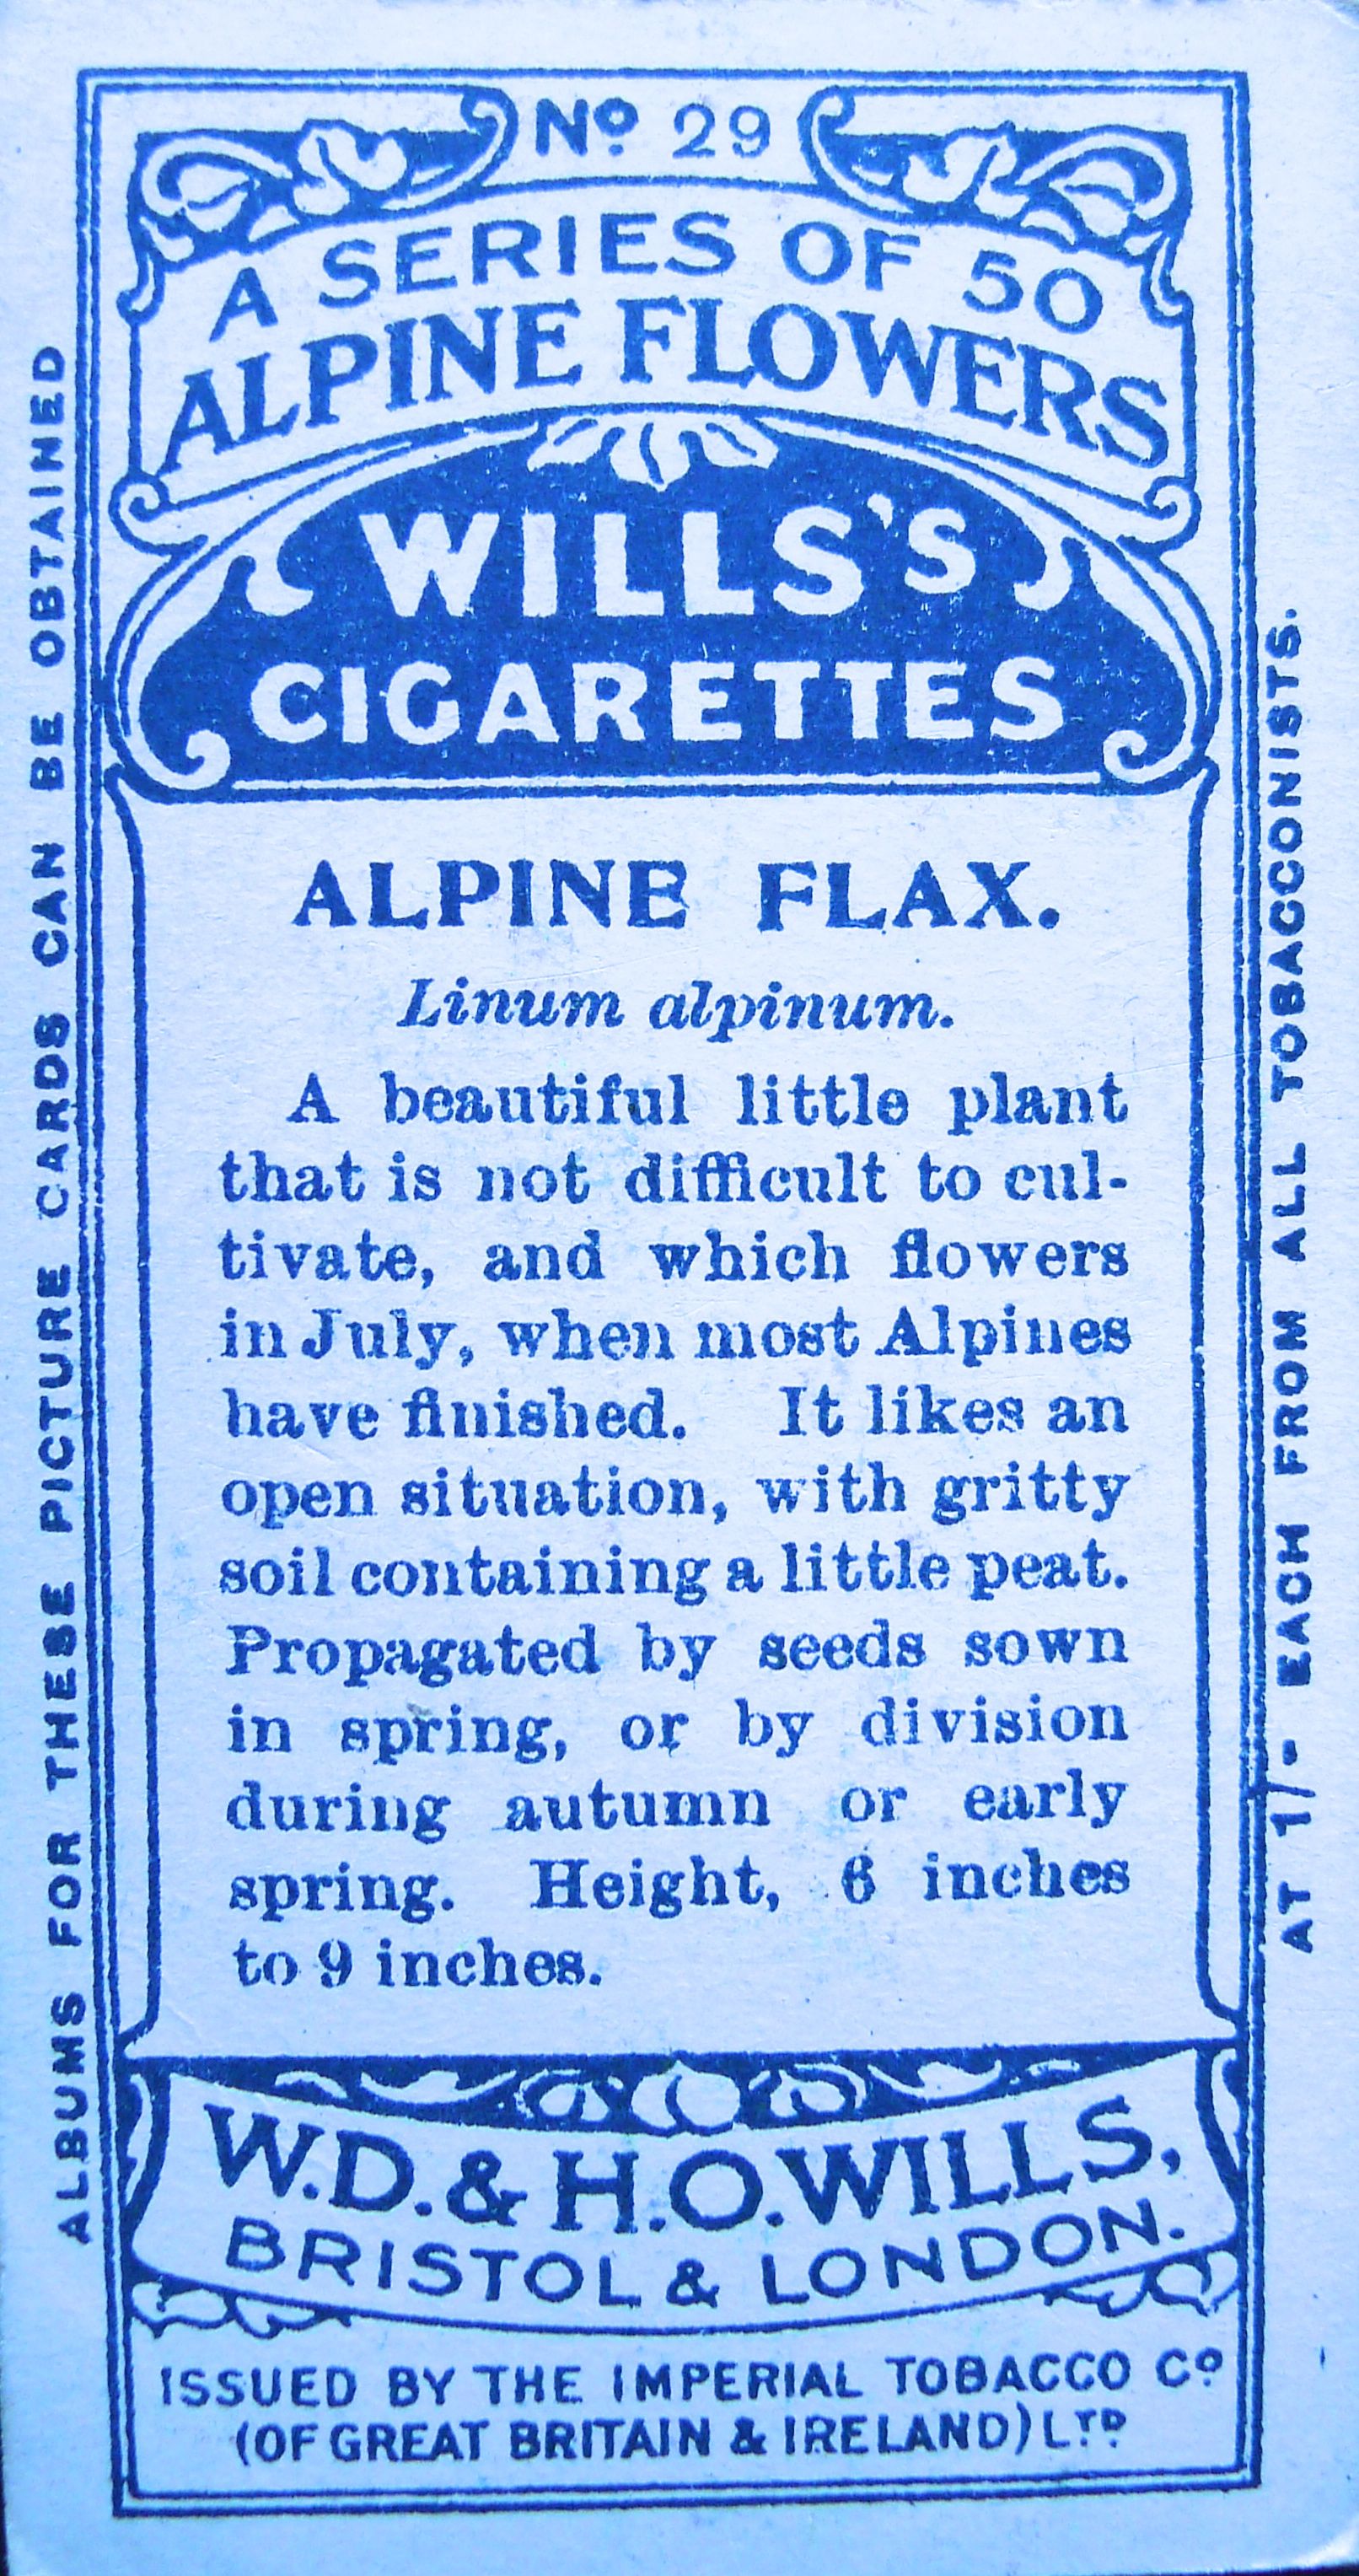 Nº 29
A SERIES OF 50
ALPINE FLOWERS
WILLS'S
CIGARETTES
ALPINE FLAX.
Linum alpinum.
A beautiful little plant
that is not difficult to cul-
tivate, and which flowers
in July, when most Alpines
have finished. It likes an
open situation, with gritty
soil containing a little peat.
Propagated by seeds sown
in spring, or by division
during autumn or early
spring. Height, 6 inches
to 9 inches.
W.D. & H.O. WILLS,
BRISTOL & LONDON.
ISSUED BY THE IMPERIAL TOBACCO Cº
(OF GREAT BRITAIN & IRELAND) LTD
ALBUMS FOR THESE PICTURE CARDS CAN BE OBTAINED
AT 1/- EACH FROM ALL TOBACCONISTS.